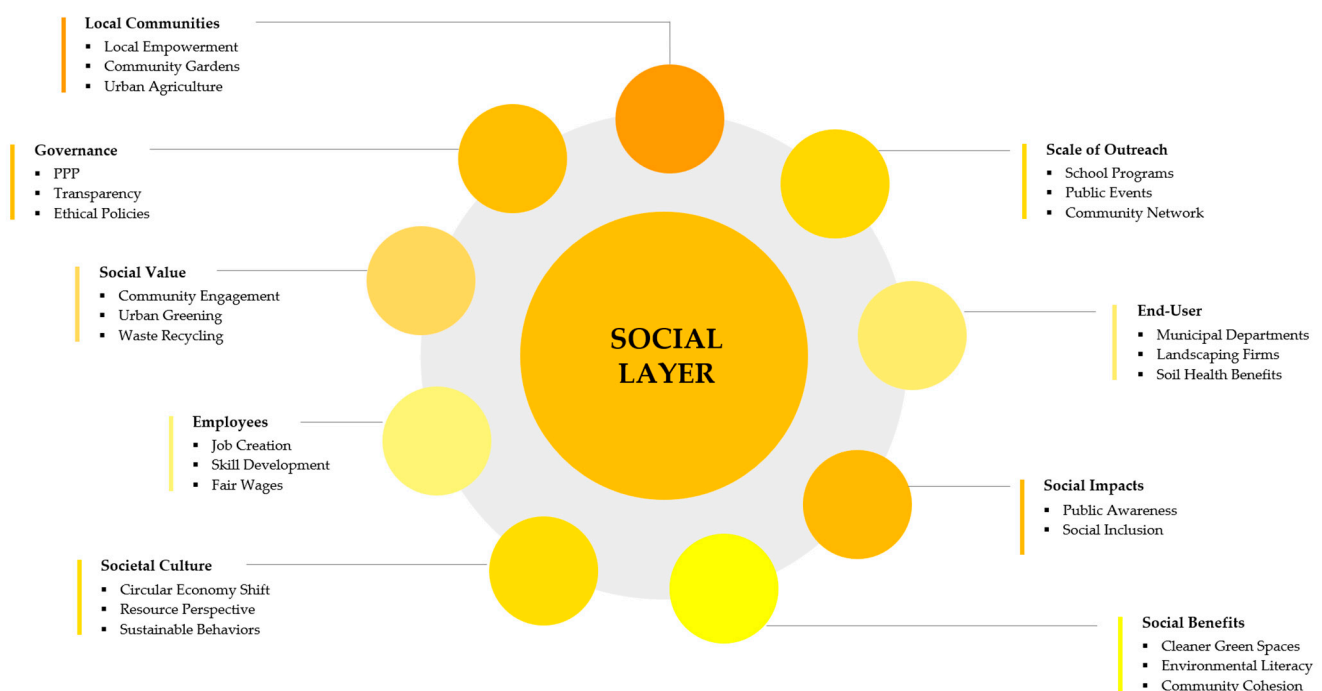 Local Communities
▪ Local Empowerment
▪ Community Gardens
▪ Urban Agriculture
Governance
▪ PPP
▪ Transparency
▪ Ethical Policies
Social Value
▪ Community Engagement
▪ Urban Greening
▪ Waste Recycling
Employees
▪ Job Creation
▪ Skill Development
▪ Fair Wages
Societal Culture
▪ Circular Economy Shift
▪ Resource Perspective
▪ Sustainable Behaviors
SOCIAL
LAYER
Scale of Outreach
▪ School Programs
▪ Public Events
▪ Community Network
End-User
▪ Municipal Departments
▪ Landscaping Firms
▪ Soil Health Benefits
Social Impacts
▪ Public Awareness
▪ Social Inclusion
Social Benefits
▪ Cleaner Green Spaces
▪ Environmental Literacy
▪ Community Cohesion